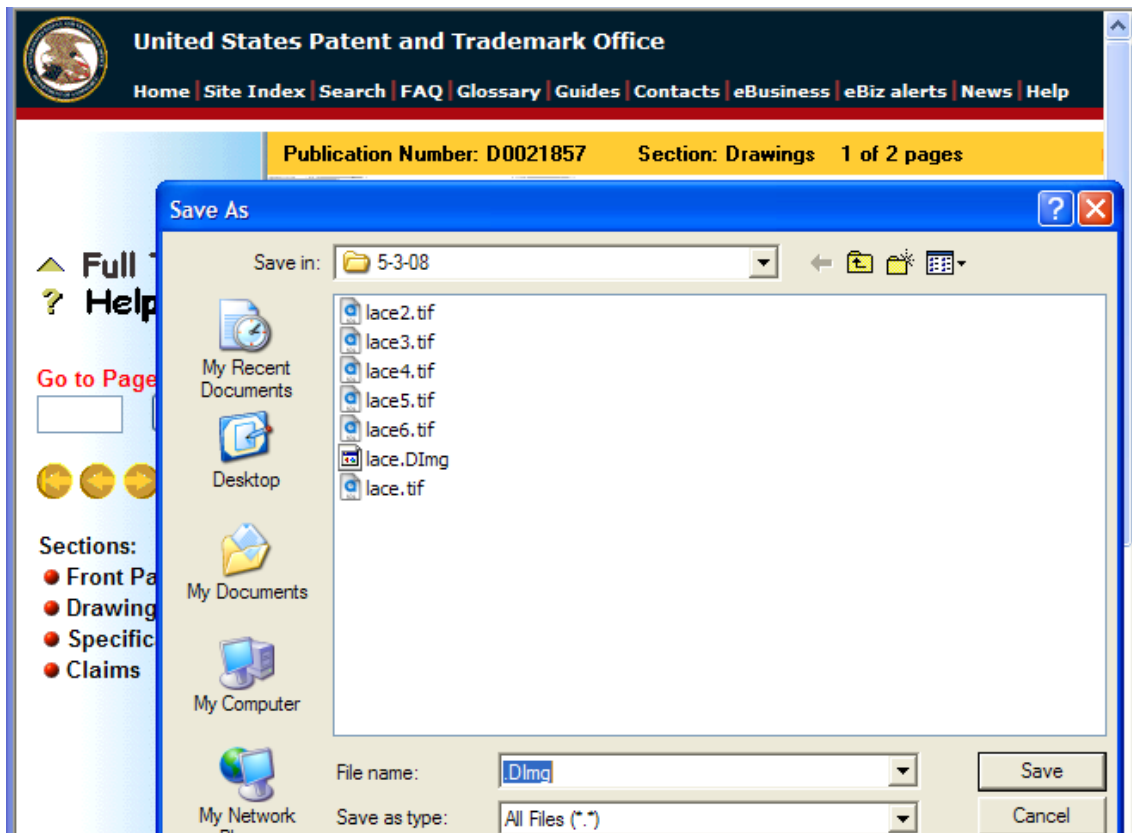 United States Patent and Trademark Office
Home | Site Index | Search | FAQ | Glossary | Guides | Contacts | eBusiness | eBiz alerts | News | Help
Publication Number: D0021857 Section: Drawings 1 of 2 pages
Save As
Full
? Help
Save in: 5-3-08
lace2.tif
lace3.tif
lace4.tif
lace5.tif
lace6.tif
lace.DImg
lace.tif
My Recent
Documents
Desktop
My Documents
My Computer
My Network
Go to Page
Sections:
Front Pa
Drawing
Specific
Claims
File name: .DImg
Save
Save as type: All Files (*.*)
Cancel